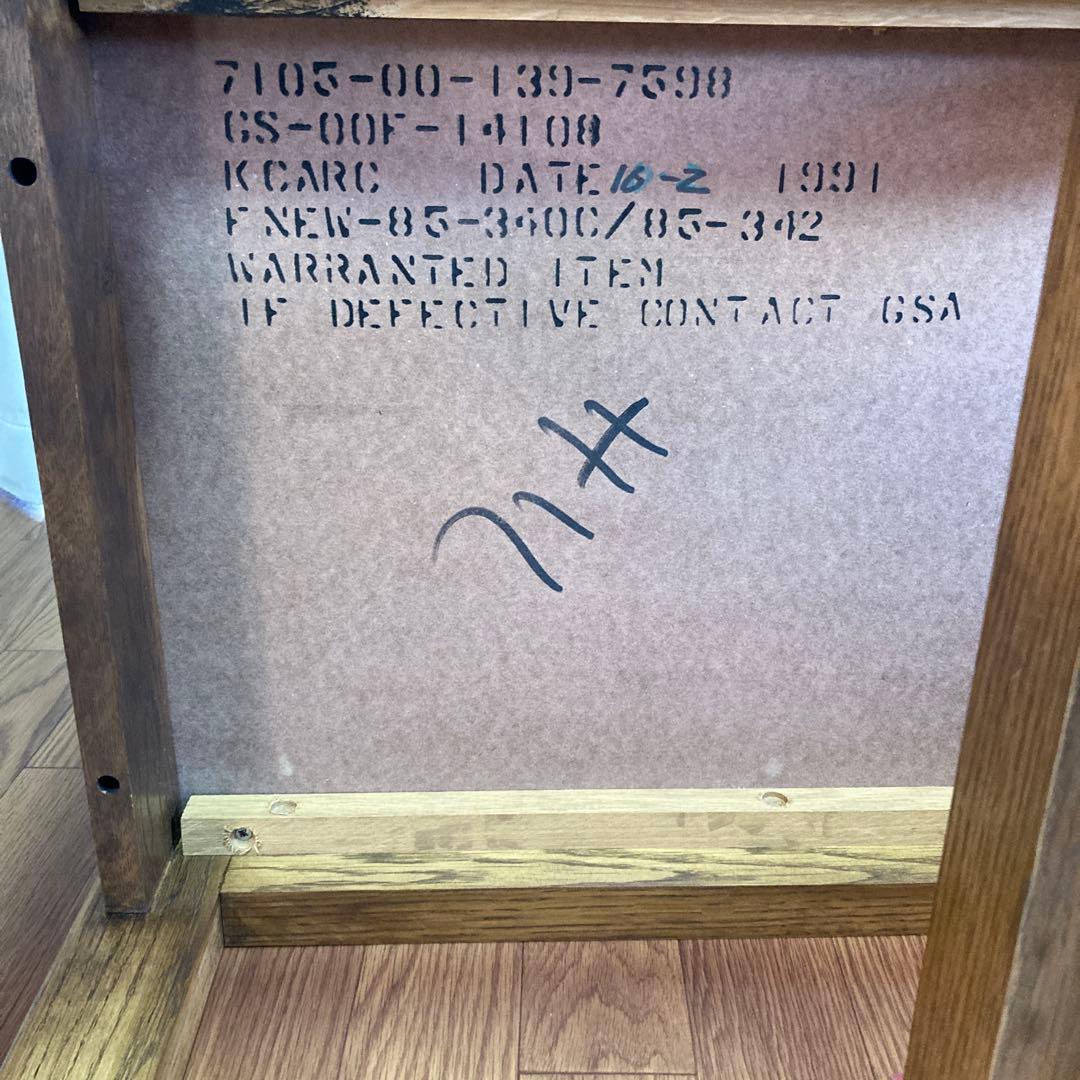 7105-00-139-7598
GS-00F-14108
KCARC DATE 16-2 1991
FNEW-85-340C/85-342
WARRANTED ITEM
IF DEFECTIVE CONTACT GSA